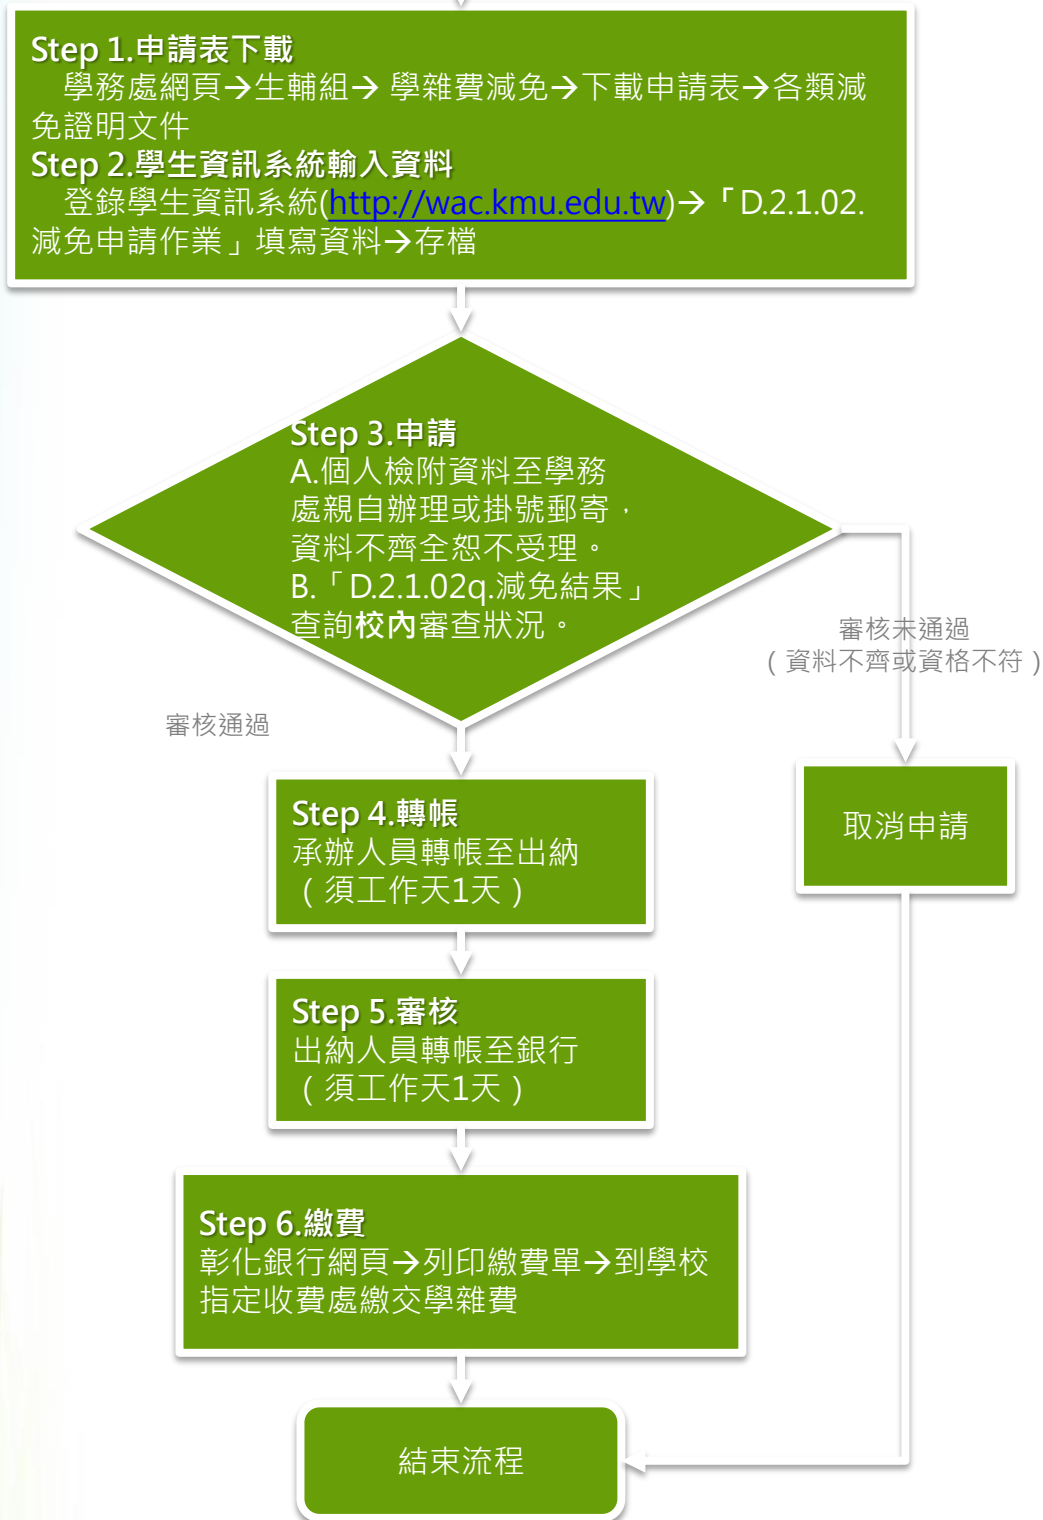 Step 1.申請表下載
學務處網頁→生輔組→ 學雜費減免→下載申請表→各類減
免證明文件
Step 2.學生資訊系統輸入資料
登錄學生資訊系統(http://wac.kmu.edu.tw)→「D.2.1.02.
減免申請作業」填寫資料→存檔
Step 3.申請
A.個人檢附資料至學務
處親自辦理或掛號郵寄，
資料不齊全恕不受理。
B.「D.2.1.02q.減免結果」
查詢校內審查狀況。
審核未通過
（資料不齊或資格不符）
審核通過
Step 4.轉帳
承辦人員轉帳至出納
（須工作天1天）
取消申請
Step 5.審核
出納人員轉帳至銀行
（須工作天1天）
Step 6.繳費
彰化銀行網頁→列印繳費單→到學校
指定收費處繳交學雜費
結束流程